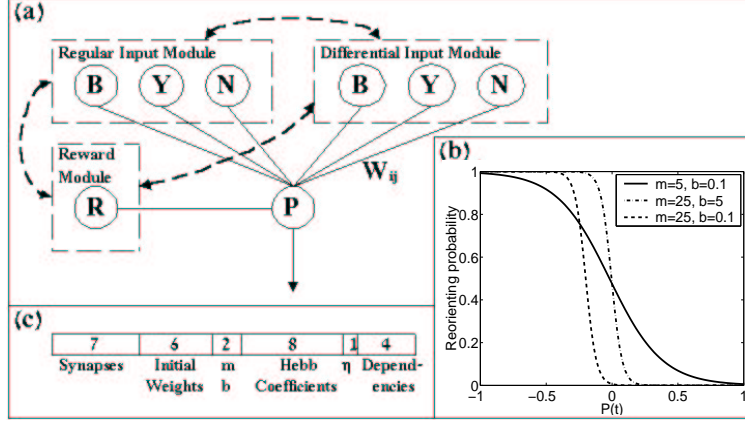 (a)
Regular Input Module
Differential Input Module
B Y N
B Y N
Reward
Module
R
P
W_ij
(b)
m=5, b=0.1
m=25, b=5
m=25, b=0.1
Reorienting probability
1
0.8
0.6
0.4
0.2
0
−1 −0.5 0 0.5 1
P(t)
(c)
7 6 2 8 1 4
Synapses Initial m Hebb η Depend-
Weights b Coefficients encies